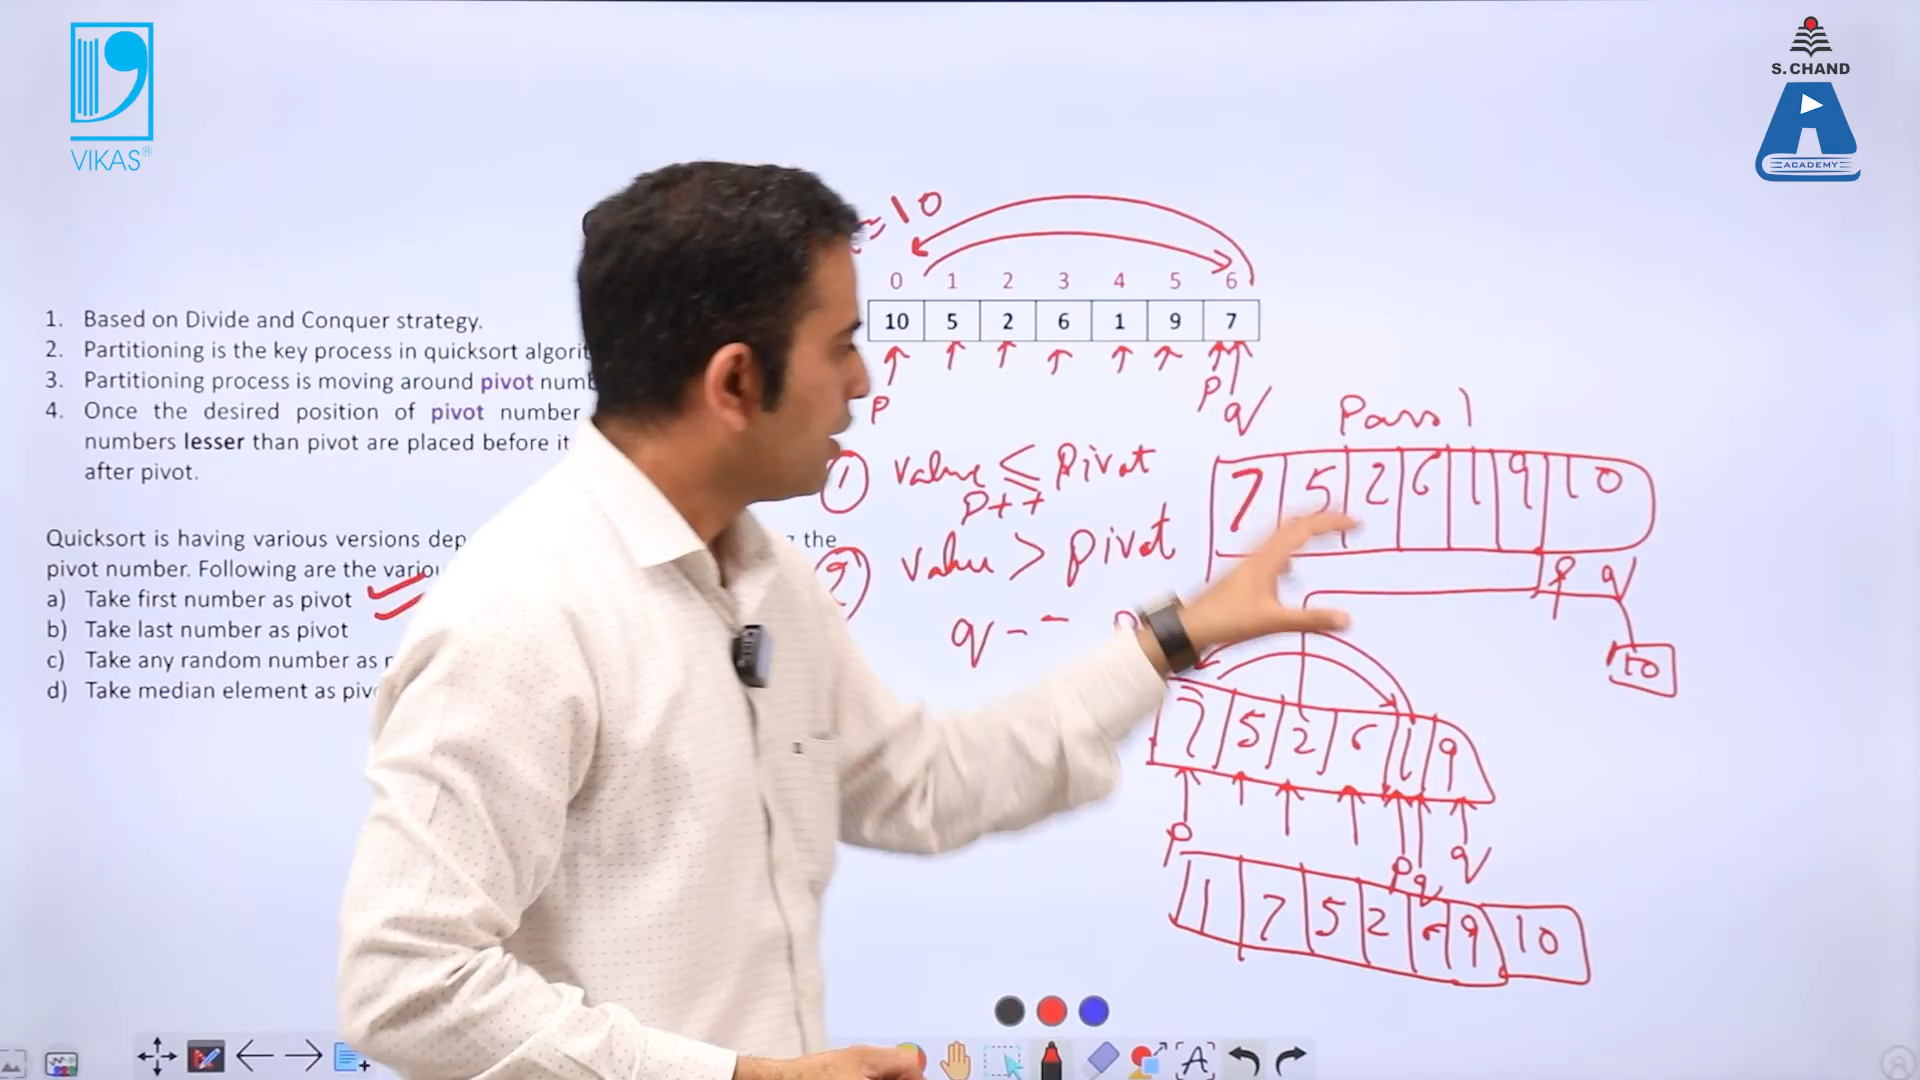 VIKAS®
S. CHAND
ACADEMY
=10
0 1 2 3 4 5 6
10 5 2 6 1 9 7
p p q
1. Based on Divide and Conquer strategy.
2. Partitioning is the key process in quicksort
3. Partitioning process is moving around pivot
4. Once the desired position of pivot number
numbers lesser than pivot are placed before it
after pivot.
Quicksort is having various versions the
pivot number. Following are the
a) Take first number as pivot
b) Take last number as pivot
c) Take any random number as
d) Take median element as
1 value ≤ pivot
p++
2 value > pivot
q--
Pass 1
7 5 2 6 1 9 10
p q
10
7 5 2 6 1 9
p p q q
1 7 5 2 6 9 10
A